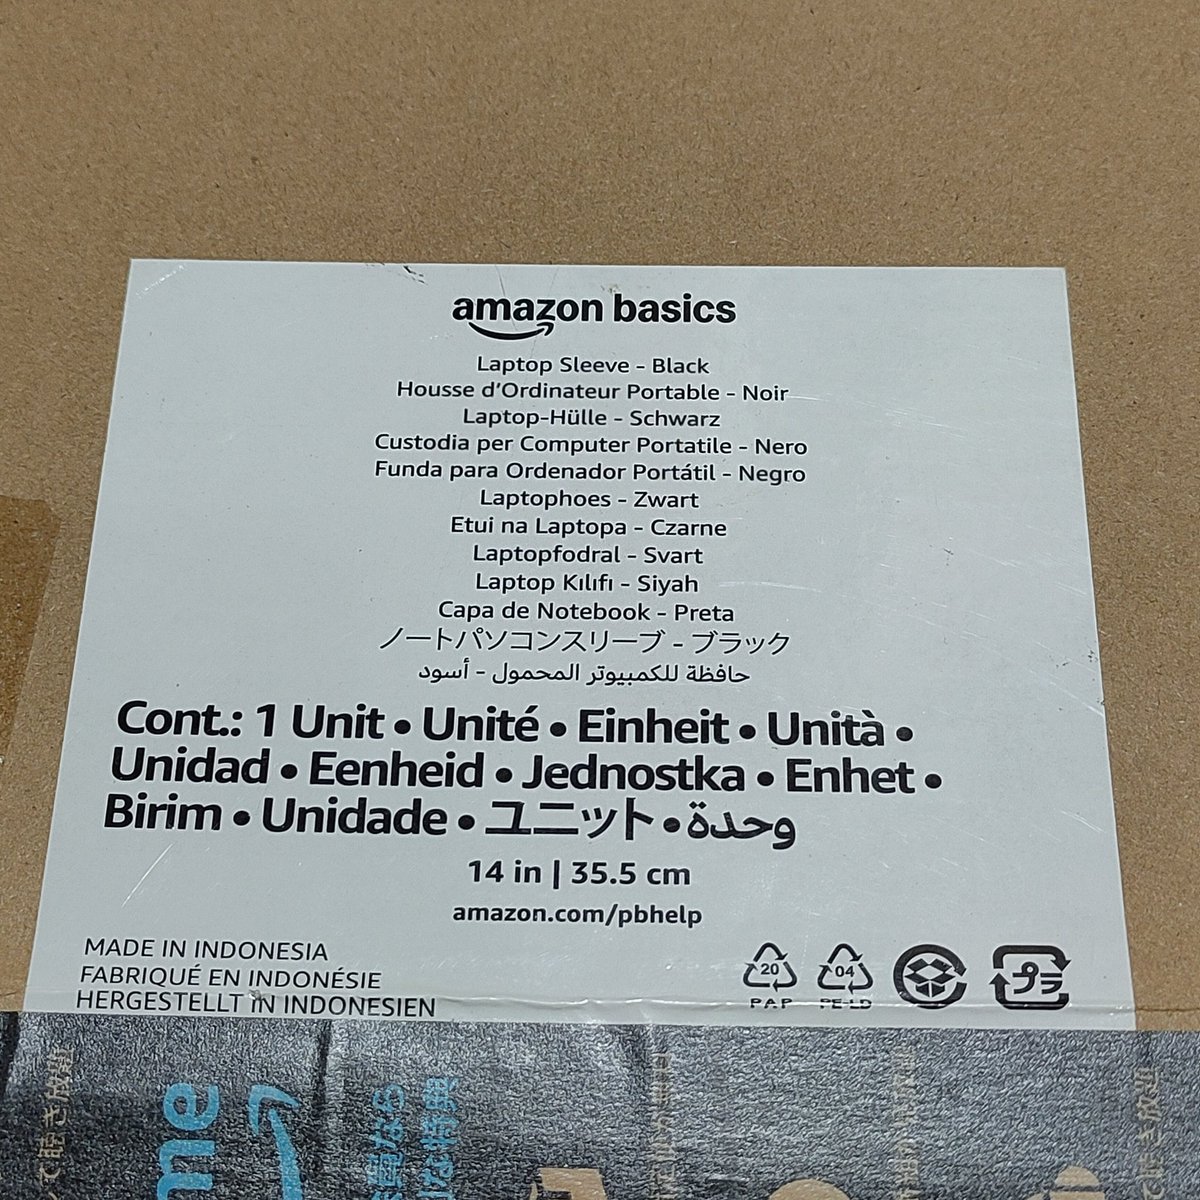 amazon basics
Laptop Sleeve – Black
Housse d’Ordinateur Portable – Noir
Laptop-Hülle – Schwarz
Custodia per Computer Portatile – Nero
Funda para Ordenador Portátil – Negro
Laptophoes – Zwart
Etui na Laptopa – Czarne
Laptopfodral – Svart
Laptop Kılıfı – Siyah
Capa de Notebook – Preta
ノートパソコンスリーブ – ブラック
حافظة للكمبيوتر المحمول – أسود
Cont.: 1 Unit • Unité • Einheit • Unità •
Unidad • Eenheid • Jednostka • Enhet •
Birim • Unidade • ユニット • وحدة
14 in | 35.5 cm
amazon.com/pbhelp
MADE IN INDONESIA
FABRIQUÉ EN INDONÉSIE
HERGESTELLT IN INDONESIEN
20
PAP
04
PE-LD
プラ
me